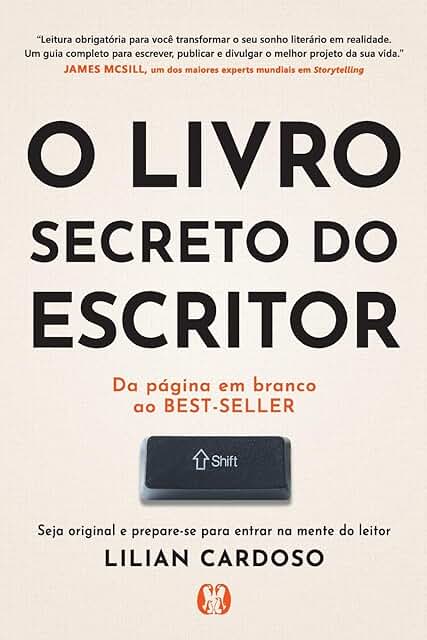 “Leitura obrigatória para você transformar o seu sonho literário em realidade.
Um guia completo para escrever, publicar e divulgar o melhor projeto da sua vida.”
JAMES MCSILL, um dos maiores experts mundiais em Storytelling
O LIVRO
SECRETO DO
ESCRITOR
Da página em branco
ao BEST-SELLER
Shift
Seja original e prepare-se para entrar na mente do leitor
LILIAN CARDOSO